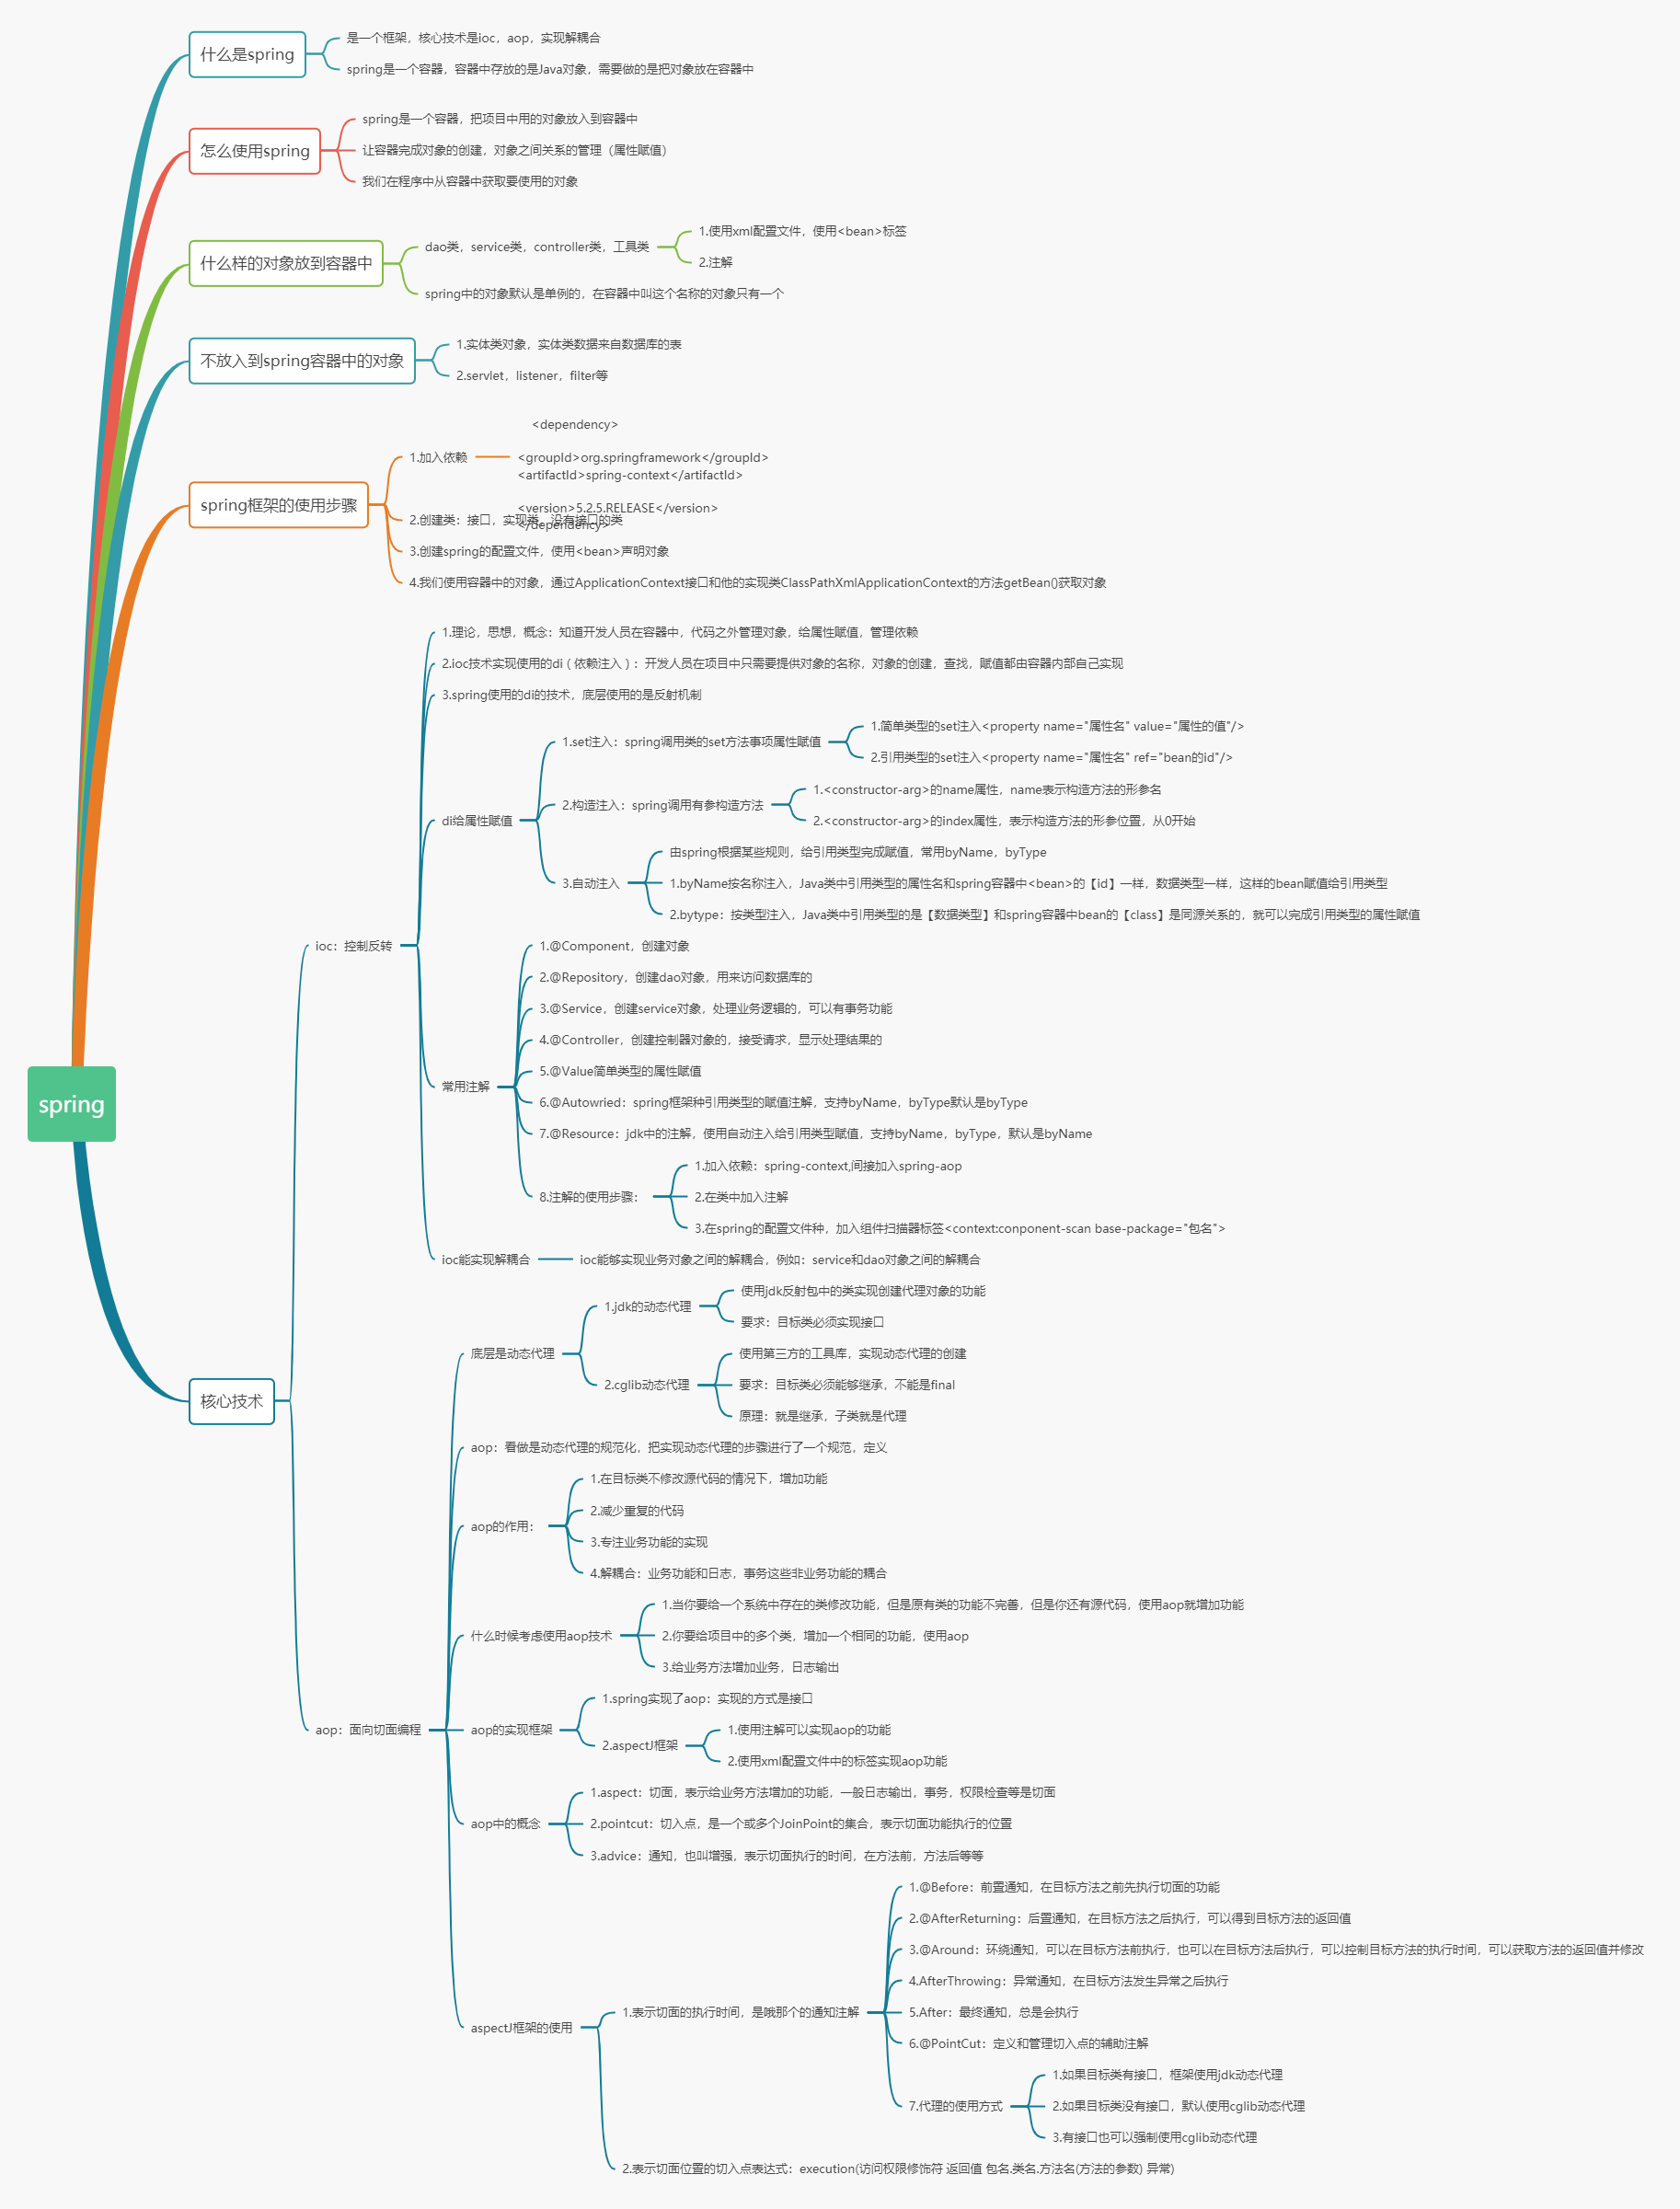 什么是spring
是一个框架，核心技术是ioc，aop，实现解耦合
spring是一个容器，容器中存放的是Java对象，需要做的是把对象放在容器中
怎么使用spring
spring是一个容器，把项目中用的对象放入到容器中
让容器完成对象的创建，对象之间关系的管理（属性赋值）
我们在程序中从容器中获取要使用的对象
什么样的对象放到容器中
dao类，service类，controller类，工具类
1.使用xml配置文件，使用<bean>标签
2.注解
spring中的对象默认是单例的，在容器中叫这个名称的对象只有一个
不放入到spring容器中的对象
1.实体类对象，实体类数据来自数据库的表
2.servlet，listener，filter等
spring框架的使用步骤
1.加入依赖
<dependency>
<groupId>org.springframework</groupId>
<artifactId>spring-context</artifactId>
<version>5.2.5.RELEASE</version>
</dependency>
2.创建类：接口，实现类，没有接口的类
3.创建spring的配置文件，使用<bean>声明对象
4.我们使用容器中的对象，通过ApplicationContext接口和他的实现类ClassPathXmlApplicationContext的方法getBean()获取对象
spring
核心技术
ioc：控制反转
1.理论，思想，概念：知道开发人员在容器中，代码之外管理对象，给属性赋值，管理依赖
2.ioc技术实现使用的di（依赖注入）：开发人员在项目中只需要提供对象的名称，对象的创建，查找，赋值都由容器内部自己实现
3.spring使用的di的技术，底层使用的是反射机制
di给属性赋值
1.set注入：spring调用类的set方法事项属性赋值
1.简单类型的set注入<property name="属性名" value="属性的值"/>
2.引用类型的set注入<property name="属性名" ref="bean的id"/>
2.构造注入：spring调用有参构造方法
1.<constructor-arg>的name属性，name表示构造方法的形参名
2.<constructor-arg>的index属性，表示构造方法的形参位置，从0开始
3.自动注入
由spring根据某些规则，给引用类型完成赋值，常用byName，byType
1.byName按名称注入，Java类中引用类型的属性名和spring容器中<bean>的【id】一样，数据类型一样，这样的bean赋值给引用类型
2.bytype：按类型注入，Java类中引用类型的是【数据类型】和spring容器中bean的【class】是同源关系的，就可以完成引用类型的属性赋值
常用注解
1.@Component，创建对象
2.@Repository，创建dao对象，用来访问数据库的
3.@Service，创建service对象，处理业务逻辑的，可以有事务功能
4.@Controller，创建控制器对象的，接受请求，显示处理结果的
5.@Value简单类型的属性赋值
6.@Autowried：spring框架种引用类型的赋值注解，支持byName，byType默认是byType
7.@Resource：jdk中的注解，使用自动注入给引用类型赋值，支持byName，byType，默认是byName
8.注解的使用步骤：
1.加入依赖：spring-context,间接加入spring-aop
2.在类中加入注解
3.在spring的配置文件种，加入组件扫描器标签<context:conponent-scan base-package="包名">
ioc能实现解耦合
ioc能够实现业务对象之间的解耦合，例如：service和dao对象之间的解耦合
aop：面向切面编程
底层是动态代理
1.jdk的动态代理
使用jdk反射包中的类实现创建代理对象的功能
要求：目标类必须实现接口
2.cglib动态代理
使用第三方的工具库，实现动态代理的创建
要求：目标类必须能够继承，不能是final
原理：就是继承，子类就是代理
aop：看做是动态代理的规范化，把实现动态代理的步骤进行了一个规范，定义
aop的作用：
1.在目标类不修改源代码的情况下，增加功能
2.减少重复的代码
3.专注业务功能的实现
4.解耦合：业务功能和日志，事务这些非业务功能的耦合
什么时候考虑使用aop技术
1.当你要给一个系统中存在的类修改功能，但是原有类的功能不完善，但是你还有源代码，使用aop就增加功能
2.你要给项目中的多个类，增加一个相同的功能，使用aop
3.给业务方法增加业务，日志输出
aop的实现框架
1.spring实现了aop：实现的方式是接口
2.aspectJ框架
1.使用注解可以实现aop的功能
2.使用xml配置文件中的标签实现aop功能
aop中的概念
1.aspect：切面，表示给业务方法增加的功能，一般日志输出，事务，权限检查等是切面
2.pointcut：切入点，是一个或多个JoinPoint的集合，表示切面功能执行的位置
3.advice：通知，也叫增强，表示切面执行的时间，在方法前，方法后等等
aspectJ框架的使用
1.表示切面的执行时间，是哦那个的通知注解
1.@Before：前置通知，在目标方法之前先执行切面的功能
2.@AfterReturning：后置通知，在目标方法之后执行，可以得到目标方法的返回值
3.@Around：环绕通知，可以在目标方法前执行，也可以在目标方法后执行，可以控制目标方法的执行时间，可以获取方法的返回值并修改
4.AfterThrowing：异常通知，在目标方法发生异常之后执行
5.After：最终通知，总是会执行
6.@PointCut：定义和管理切入点的辅助注解
7.代理的使用方式
1.如果目标类有接口，框架使用jdk动态代理
2.如果目标类没有接口，默认使用cglib动态代理
3.有接口也可以强制使用cglib动态代理
2.表示切面位置的切入点表达式：execution(访问权限修饰符 返回值 包名.类名.方法名(方法的参数) 异常)